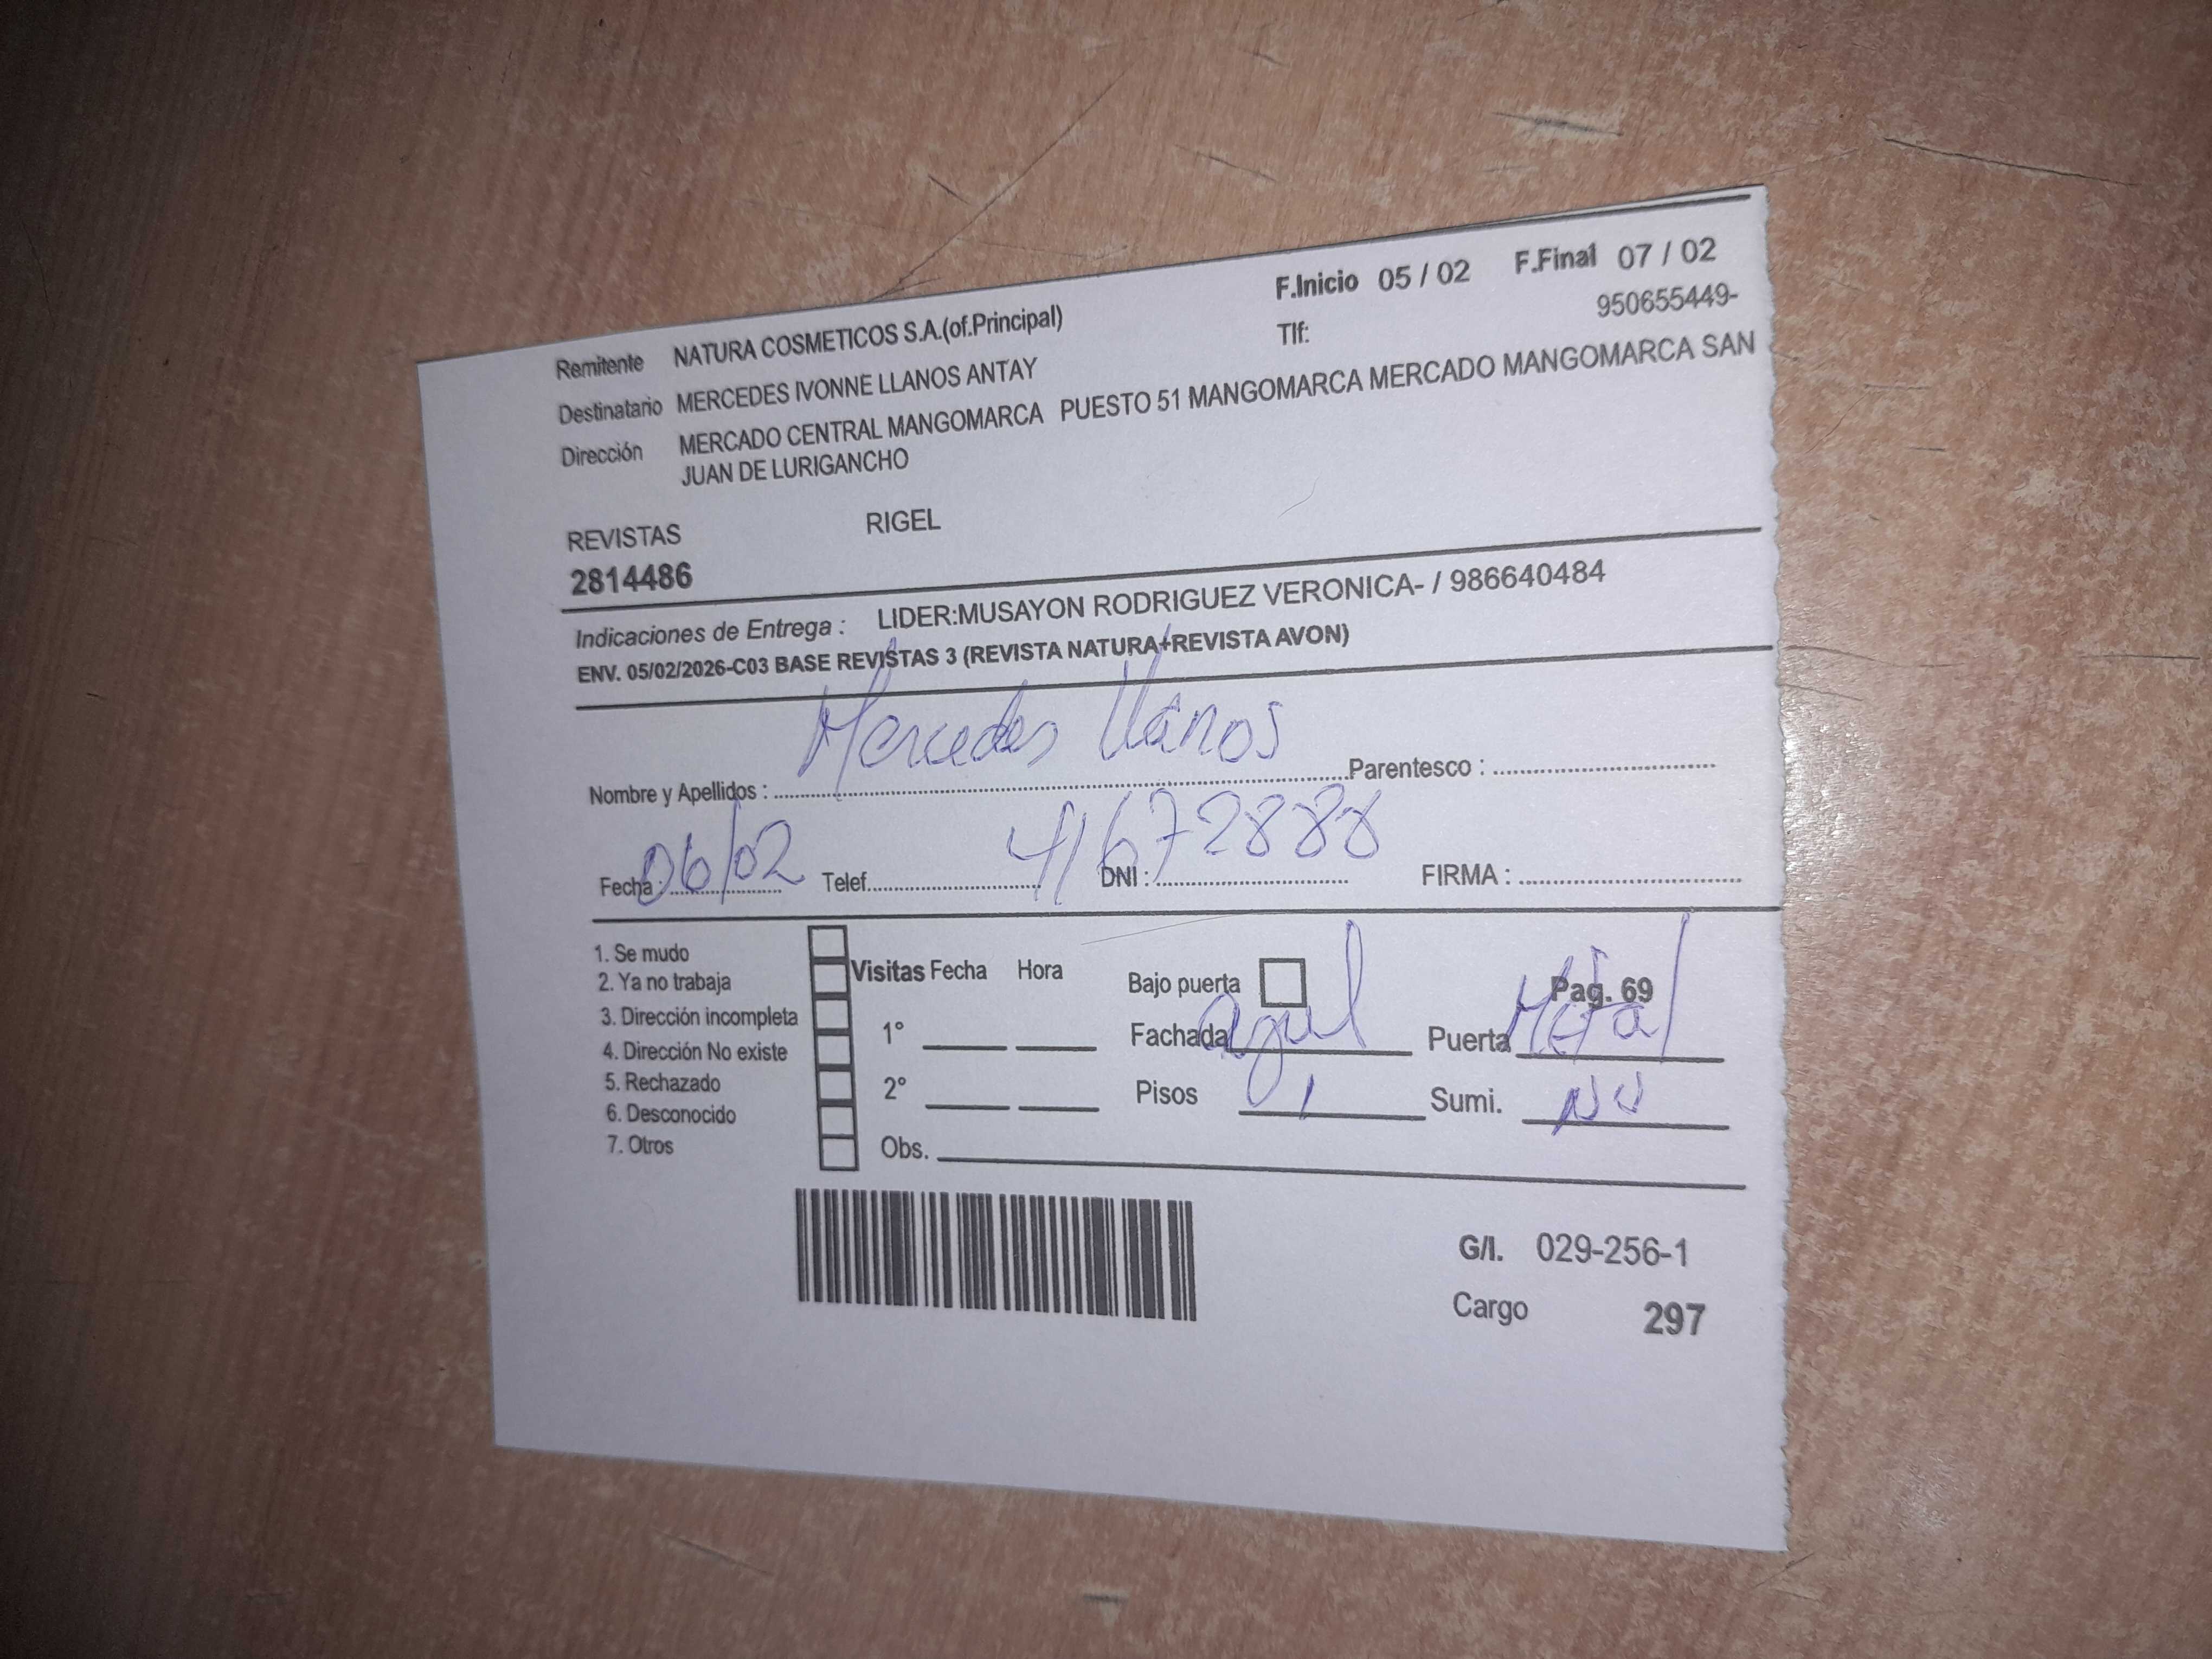 F.Inicio 05 / 02 F.Final 07 / 02
Remitente NATURA COSMETICOS S.A.(of.Principal) Tlf: 950655449-
Destinatario MERCEDES IVONNE LLANOS ANTAY
Dirección MERCADO CENTRAL MANGOMARCA PUESTO 51 MANGOMARCA MERCADO MANGOMARCA SAN
JUAN DE LURIGANCHO
REVISTAS RIGEL
2814486
Indicaciones de Entrega : LIDER:MUSAYON RODRIGUEZ VERONICA- / 986640484
ENV. 05/02/2026-C03 BASE REVISTAS 3 (REVISTA NATURA+REVISTA AVON)
Nombre y Apellidos : Mercedes Llanos Parentesco :
Fecha: 06/02 Telef. DNI : 41672888 FIRMA :
1. Se mudo
2. Ya no trabaja
3. Dirección incompleta
4. Dirección No existe
5. Rechazado
6. Desconocido
7. Otros
Visitas Fecha Hora Bajo puerta Pag. 69
1° Fachada azul Puerta Metal
2° Pisos 1 Sumi. NO
Obs.
G/I. 029-256-1
Cargo 297